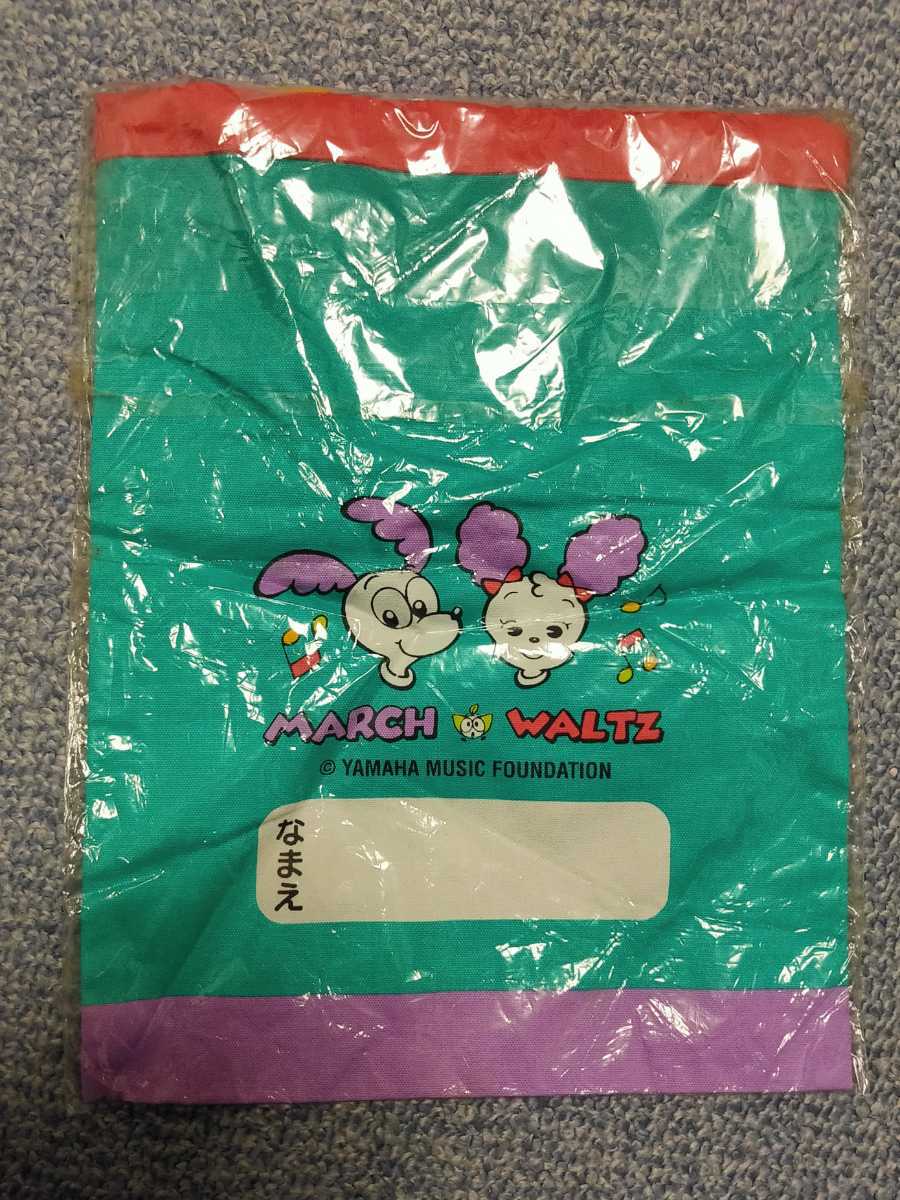 MARCH WALTZ
© YAMAHA MUSIC FOUNDATION
なまえ